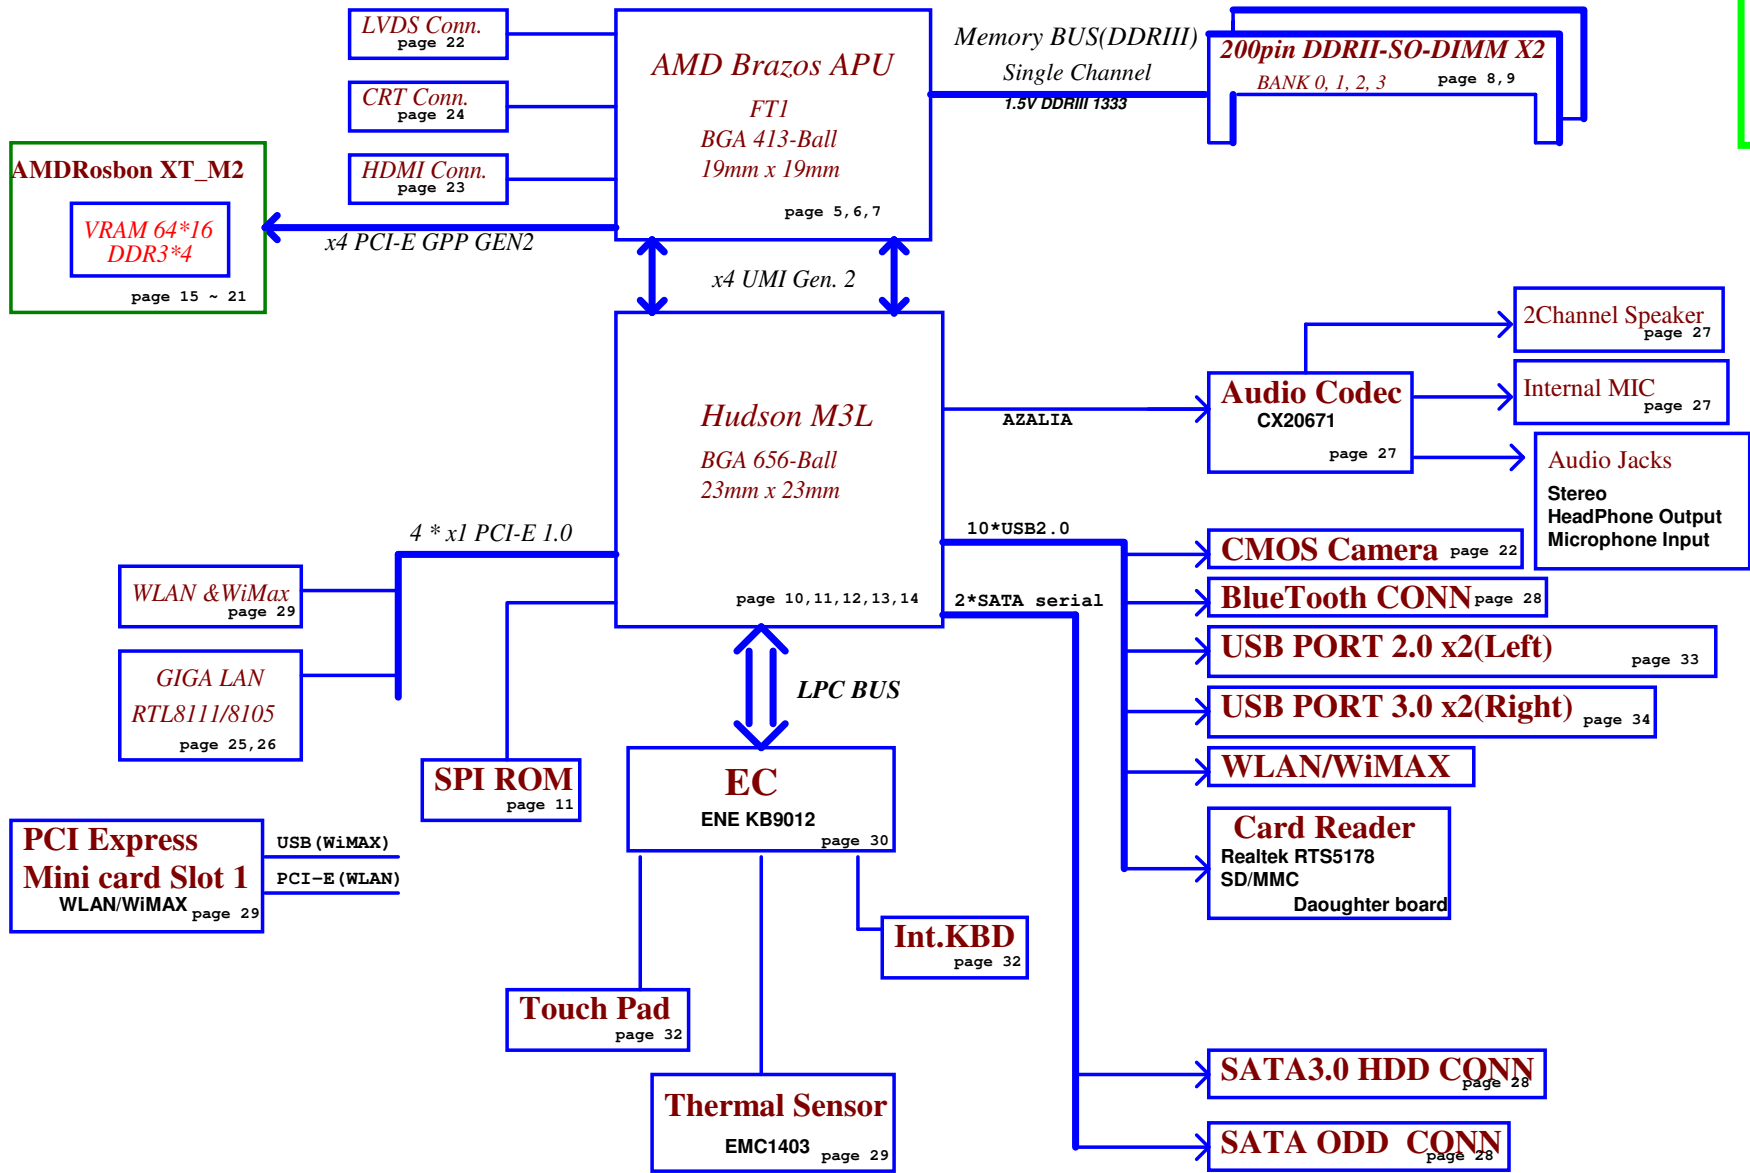 LVDS Conn.
page 22
CRT Conn.
page 24
HDMI Conn.
page 23
AMD Brazos APU
FT1
BGA 413-Ball
19mm x 19mm
page 5,6,7
Memory BUS(DDRIII)
Single Channel
1.5V DDRIII 1333
200pin DDRII-SO-DIMM X2
BANK 0, 1, 2, 3
page 8,9
AMDRosbon XT_M2
VRAM 64*16
DDR3*4
page 15 ~ 21
x4 PCI-E GPP GEN2
x4 UMI Gen. 2
Hudson M3L
BGA 656-Ball
23mm x 23mm
page 10,11,12,13,14
AZALIA
Audio Codec
CX20671
page 27
2Channel Speaker
page 27
Internal MIC
page 27
Audio Jacks
Stereo
HeadPhone Output
Microphone Input
4 * x1 PCI-E 1.0
WLAN &WiMax
page 29
GIGA LAN
RTL8111/8105
page 25,26
10*USB2.0
2*SATA serial
CMOS Camera page 22
BlueTooth CONN page 28
USB PORT 2.0 x2(Left) page 33
USB PORT 3.0 x2(Right) page 34
WLAN/WiMAX
Card Reader
Realtek RTS5178
SD/MMC
Daoughter board
LPC BUS
SPI ROM
page 11
EC
ENE KB9012
page 30
PCI Express
Mini card Slot 1
WLAN/WiMAX
page 29
USB(WiMAX)
PCI-E(WLAN)
Int.KBD
page 32
Touch Pad
page 32
Thermal Sensor
EMC1403
page 29
SATA3.0 HDD CONN
page 28
SATA ODD CONN
page 28